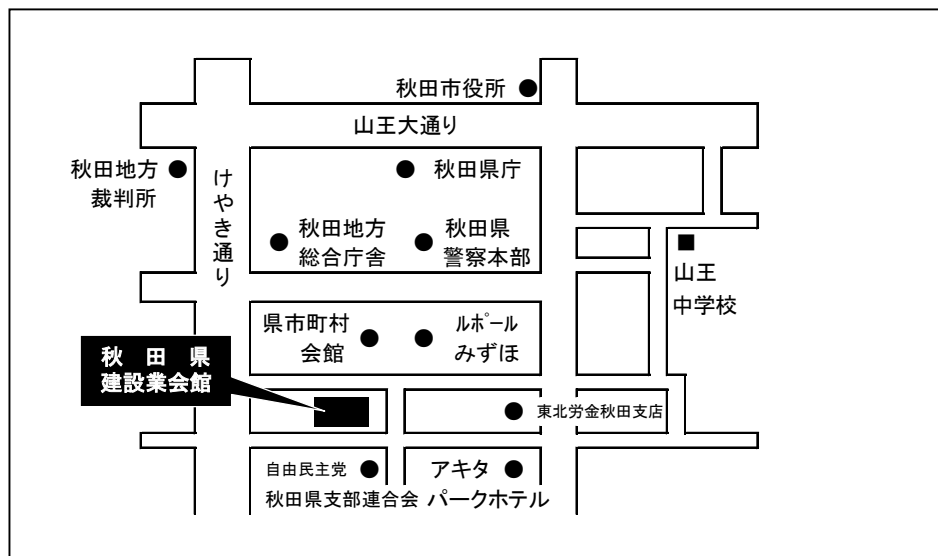 秋田市役所
山王大通り
秋田地方
裁判所
けやき通り
秋田県庁
秋田地方
総合庁舎
秋田県
警察本部
山王
中学校
県市町村
会館
ﾙﾎﾟｰﾙ
みずほ
秋田県
建設業会館
東北労金秋田支店
自由民主党
秋田県支部連合会
アキタ
パークホテル